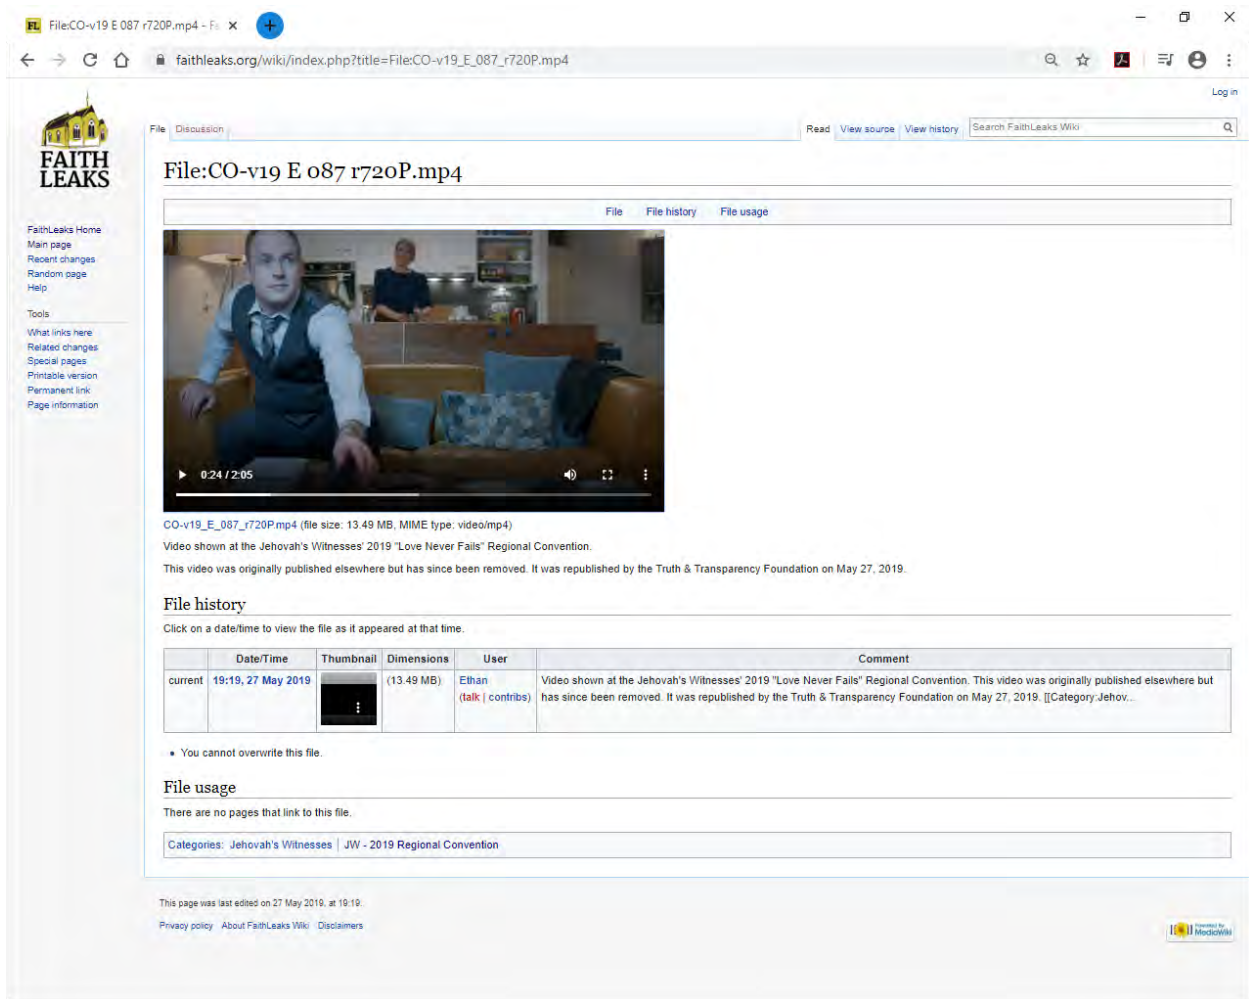 File:CO-v19 E 087 r720P.mp4 - F
faithleaks.org/wiki/index.php?title=File:CO-v19_E_087_r720P.mp4
Log in
FAITH
LEAKS
File Discussion
Read View source View history Search FaithLeaks Wiki
File:CO-v19 E 087 r720P.mp4
File File history File usage
FaithLeaks Home
Main page
Recent changes
Random page
Help
Tools
What links here
Related changes
Special pages
Printable version
Permanent link
Page information
0:24 / 2:05
CO-v19_E_087_r720P.mp4 (file size: 13.49 MB, MIME type: video/mp4)
Video shown at the Jehovah's Witnesses' 2019 "Love Never Fails" Regional Convention.
This video was originally published elsewhere but has since been removed. It was republished by the Truth & Transparency Foundation on May 27, 2019.
File history
Click on a date/time to view the file as it appeared at that time.
Date/Time Thumbnail Dimensions User Comment
current 19:19, 27 May 2019 (13.49 MB) Ethan Video shown at the Jehovah's Witnesses' 2019 "Love Never Fails" Regional Convention. This video was originally published elsewhere but
(talk | contribs) has since been removed. It was republished by the Truth & Transparency Foundation on May 27, 2019. [[Category:Jehov...
• You cannot overwrite this file.
File usage
There are no pages that link to this file.
Categories: Jehovah's Witnesses | JW - 2019 Regional Convention
This page was last edited on 27 May 2019, at 19:19.
Privacy policy About FaithLeaks Wiki Disclaimers
Powered By
MediaWiki